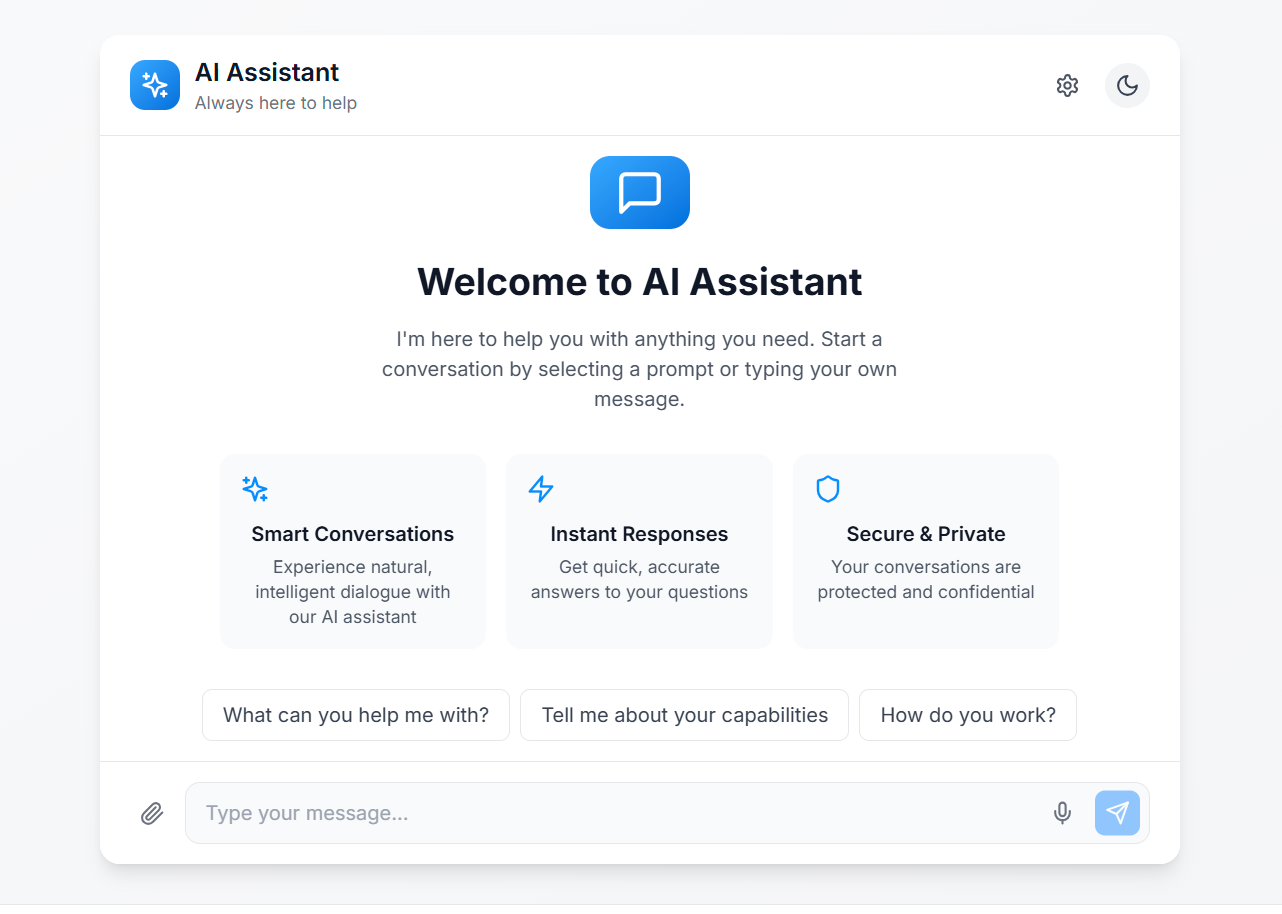 AI Assistant
Always here to help
Welcome to AI Assistant
I'm here to help you with anything you need. Start a
conversation by selecting a prompt or typing your own
message.
Smart Conversations
Experience natural,
intelligent dialogue with
our AI assistant
Instant Responses
Get quick, accurate
answers to your questions
Secure & Private
Your conversations are
protected and confidential
What can you help me with?
Tell me about your capabilities
How do you work?
Type your message...